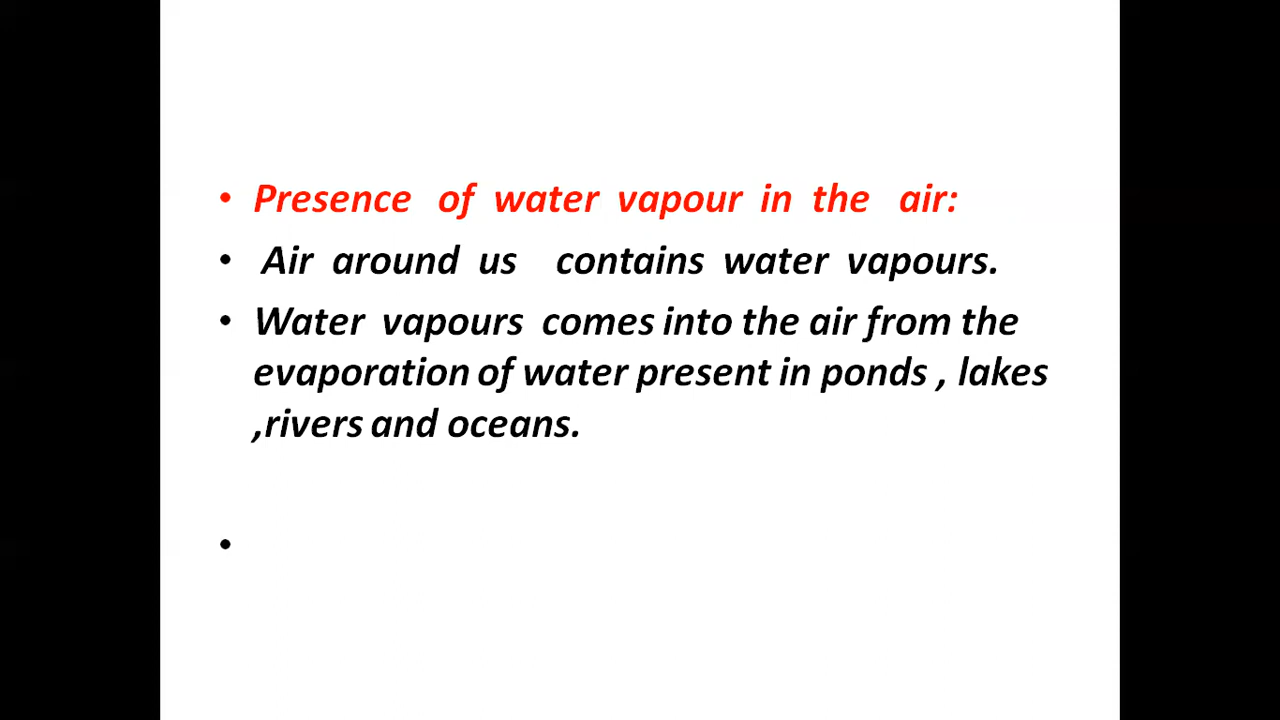 • Presence of water vapour in the air:
• Air around us contains water vapours.
• Water vapours comes into the air from the
evaporation of water present in ponds , lakes
,rivers and oceans.
•